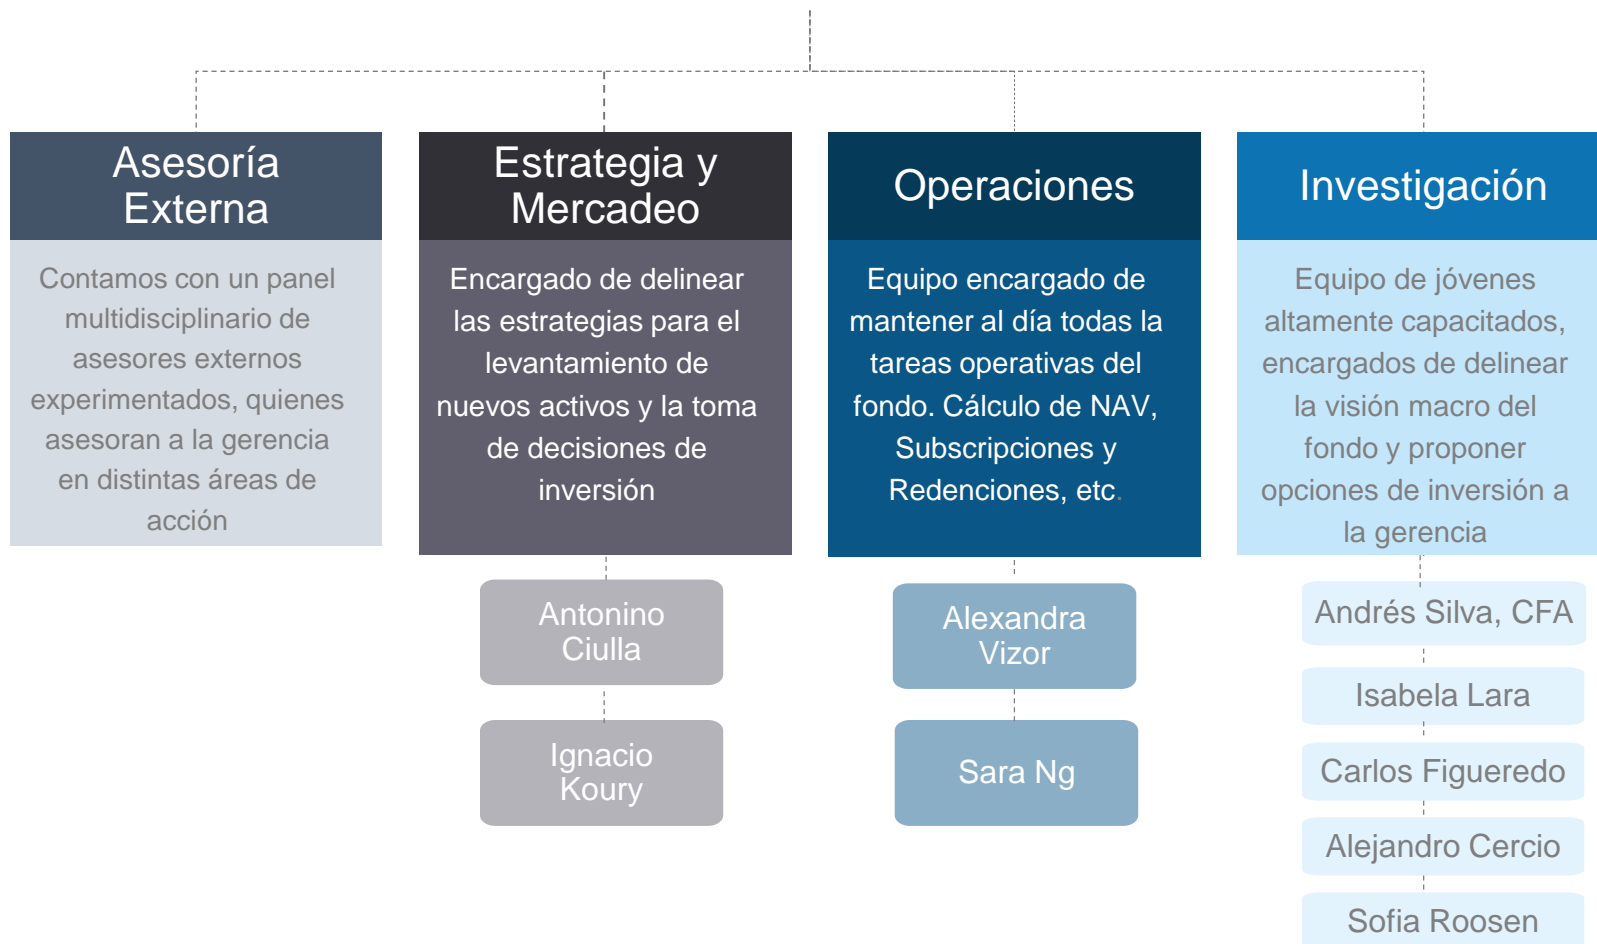 Asesoría
Externa
Contamos con un panel
multidisciplinario de
asesores externos
experimentados, quienes
asesoran a la gerencia
en distintas áreas de
acción
Estrategia y
Mercadeo
Encargado de delinear
las estrategias para el
levantamiento de
nuevos activos y la toma
de decisiones de
inversión
Antonino
Ciulla
Ignacio
Koury
Operaciones
Equipo encargado de
mantener al día todas la
tareas operativas del
fondo. Cálculo de NAV,
Subscripciones y
Redenciones, etc.
Alexandra
Vizor
Sara Ng
Investigación
Equipo de jóvenes
altamente capacitados,
encargados de delinear
la visión macro del
fondo y proponer
opciones de inversión a
la gerencia
Andrés Silva, CFA
Isabela Lara
Carlos Figueredo
Alejandro Cercio
Sofia Roosen